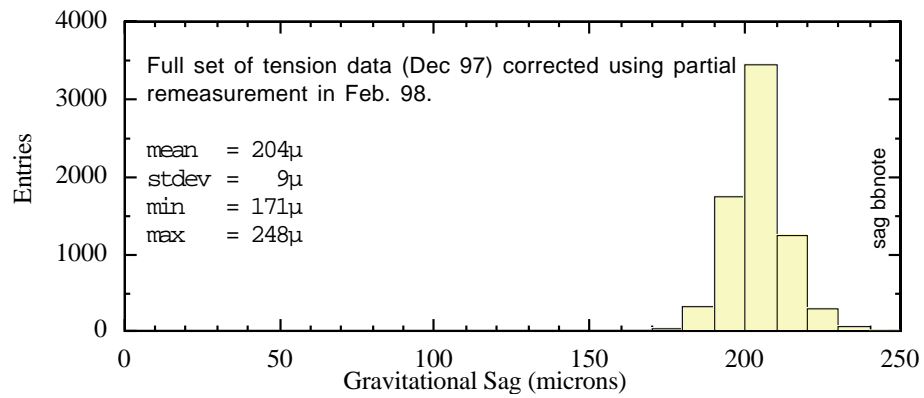 4000
3000
2000
1000
0
Entries
Full set of tension data (Dec 97) corrected using partial
remeasurement in Feb. 98.
mean = 204µ
stdev = 9µ
min = 171µ
max = 248µ
sag bbnote
0 50 100 150 200 250
Gravitational Sag (microns)